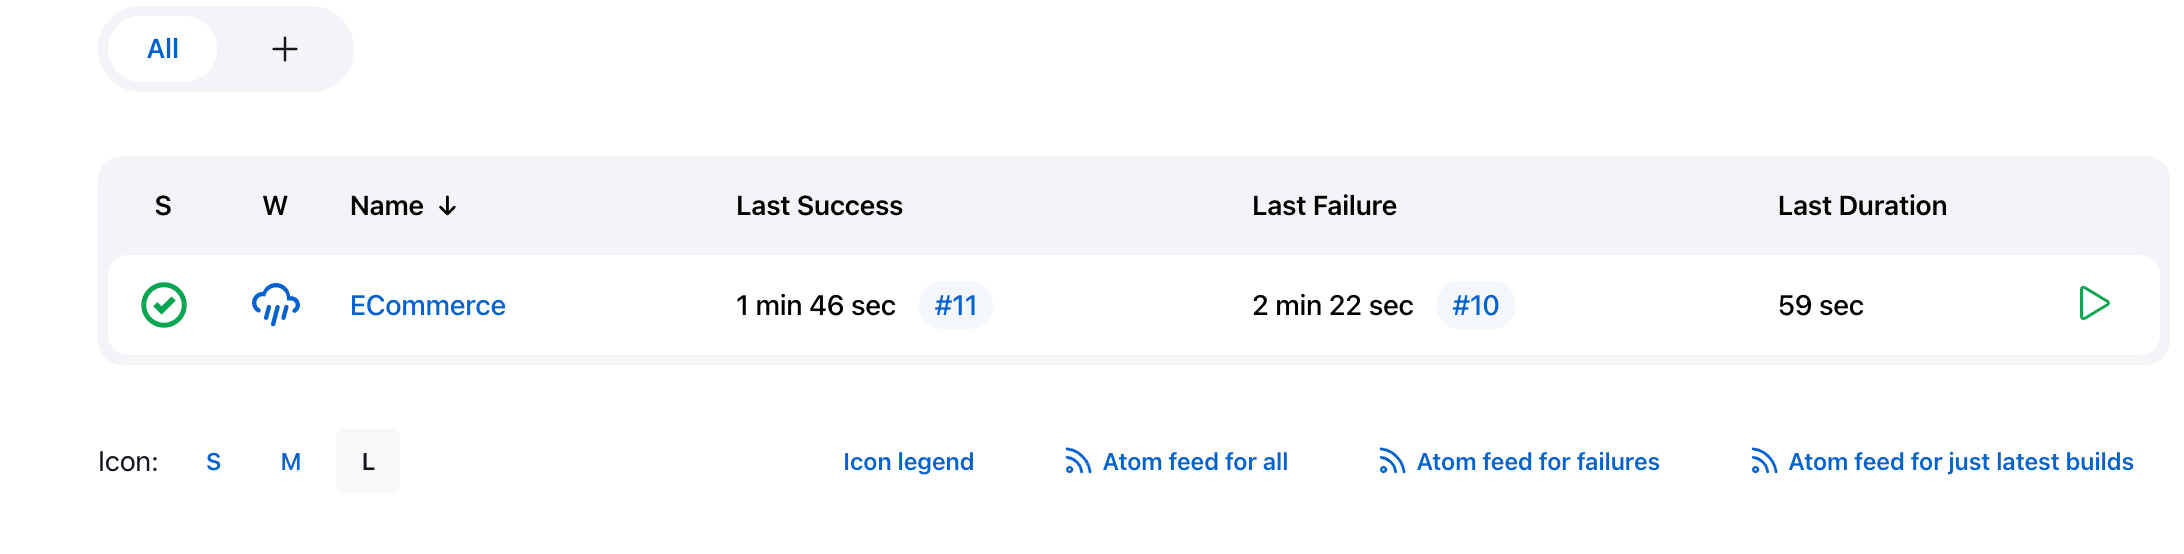 All +
S W Name ↓ Last Success Last Failure Last Duration
ECommerce 1 min 46 sec #11 2 min 22 sec #10 59 sec
Icon: S M L Icon legend Atom feed for all Atom feed for failures Atom feed for just latest builds